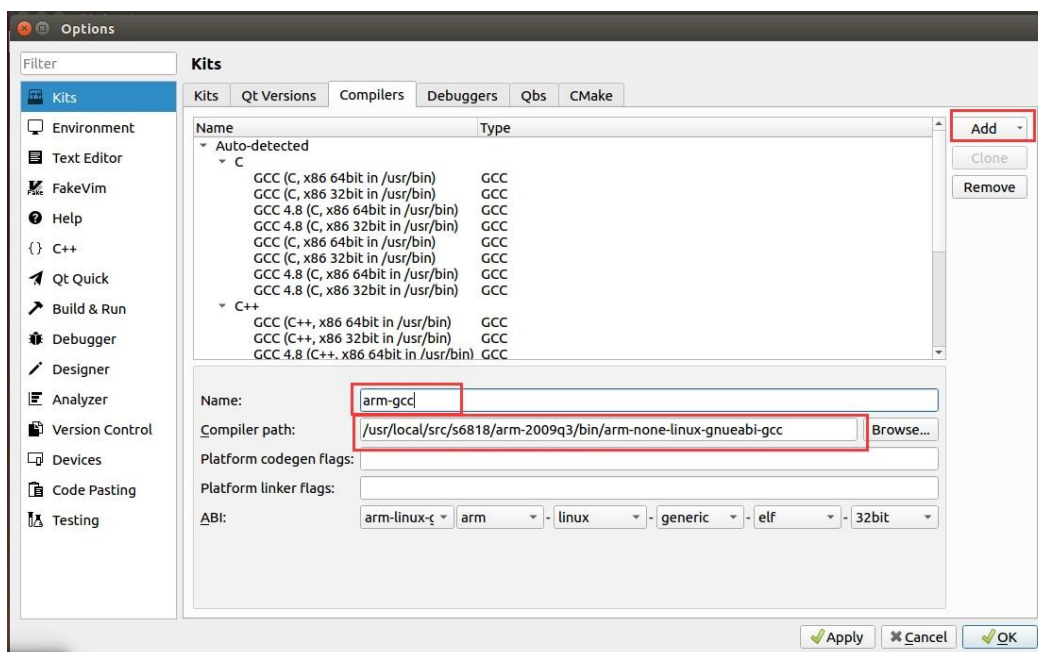 Options
Filter
Kits
Kits
Environment
Text Editor
FakeVim
Help
{} C++
Qt Quick
Build & Run
Debugger
Designer
Analyzer
Version Control
Devices
Code Pasting
Testing
Kits Qt Versions Compilers Debuggers Qbs CMake
Name Type
Auto-detected
C
GCC (C, x86 64bit in /usr/bin) GCC
GCC (C, x86 32bit in /usr/bin) GCC
GCC 4.8 (C, x86 64bit in /usr/bin) GCC
GCC 4.8 (C, x86 32bit in /usr/bin) GCC
GCC (C, x86 64bit in /usr/bin) GCC
GCC (C, x86 32bit in /usr/bin) GCC
GCC 4.8 (C, x86 64bit in /usr/bin) GCC
GCC 4.8 (C, x86 32bit in /usr/bin) GCC
C++
GCC (C++, x86 64bit in /usr/bin) GCC
GCC (C++, x86 32bit in /usr/bin) GCC
GCC 4.8 (C++, x86 64bit in /usr/bin) GCC
Add
Clone
Remove
Name: arm-gcc
Compiler path: /usr/local/src/s6818/arm-2009q3/bin/arm-none-linux-gnueabi-gcc Browse...
Platform codegen flags:
Platform linker flags:
ABI: arm-linux-g arm - linux - generic - elf - 32bit
Apply Cancel OK